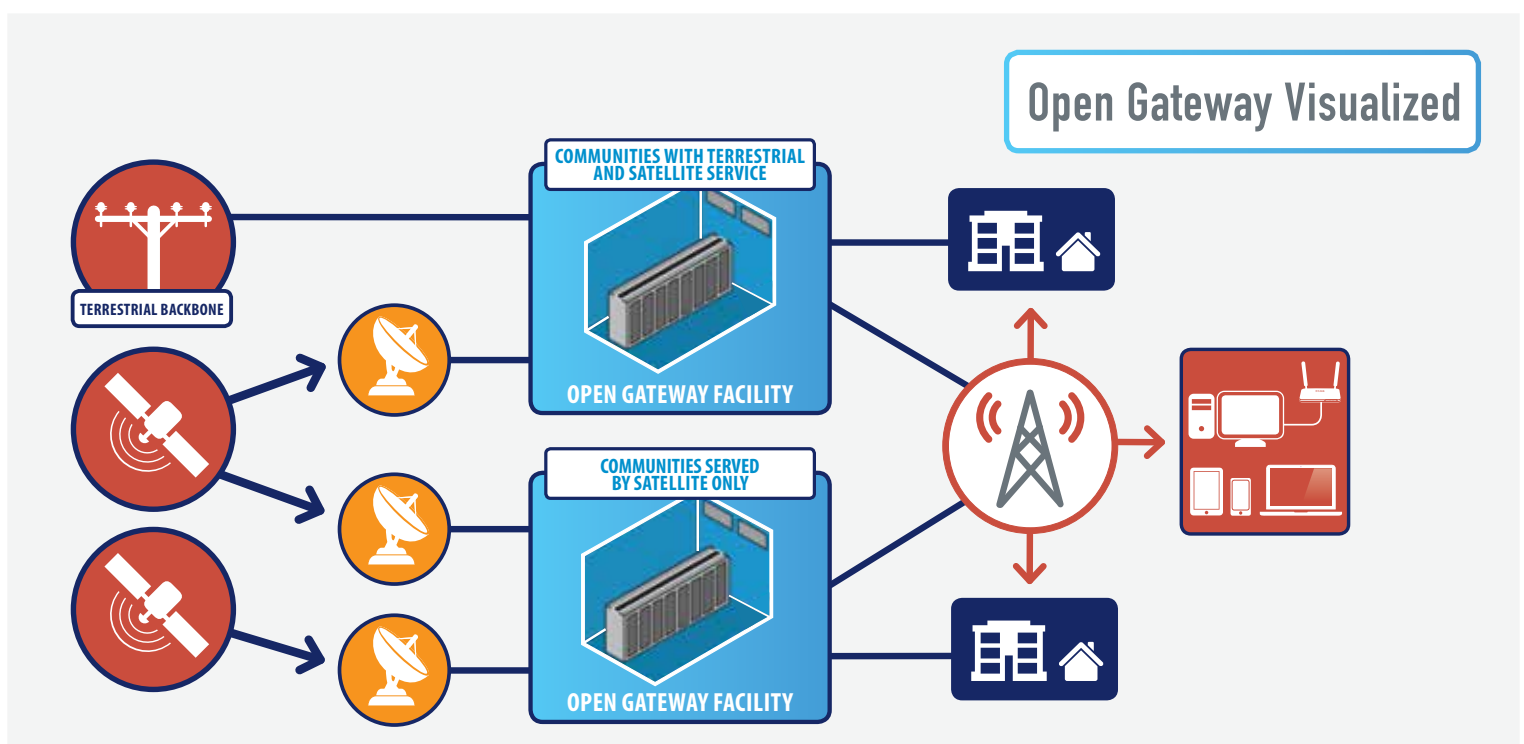 Open Gateway Visualized
COMMUNITIES WITH TERRESTRIAL
AND SATELLITE SERVICE
TERRESTRIAL BACKBONE
OPEN GATEWAY FACILITY
COMMUNITIES SERVED
BY SATELLITE ONLY
OPEN GATEWAY FACILITY